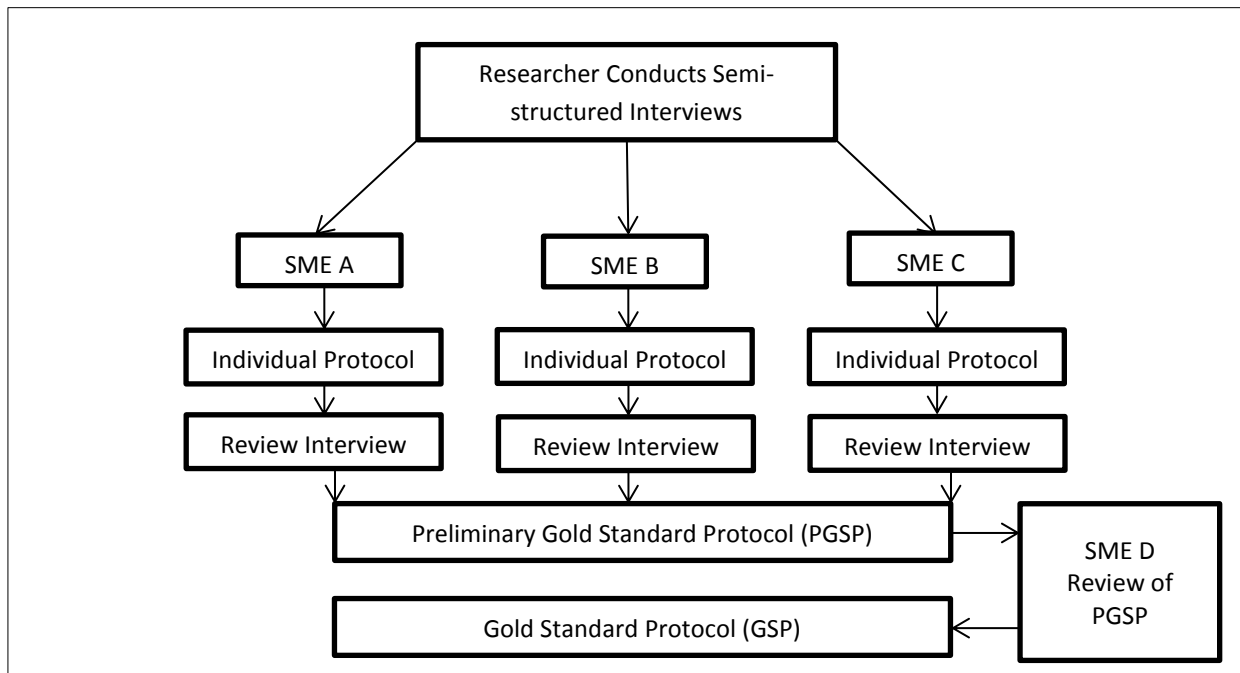 Researcher Conducts Semi-
structured Interviews
SME A
SME B
SME C
Individual Protocol
Individual Protocol
Individual Protocol
Review Interview
Review Interview
Review Interview
Preliminary Gold Standard Protocol (PGSP)
SME D
Review of
PGSP
Gold Standard Protocol (GSP)